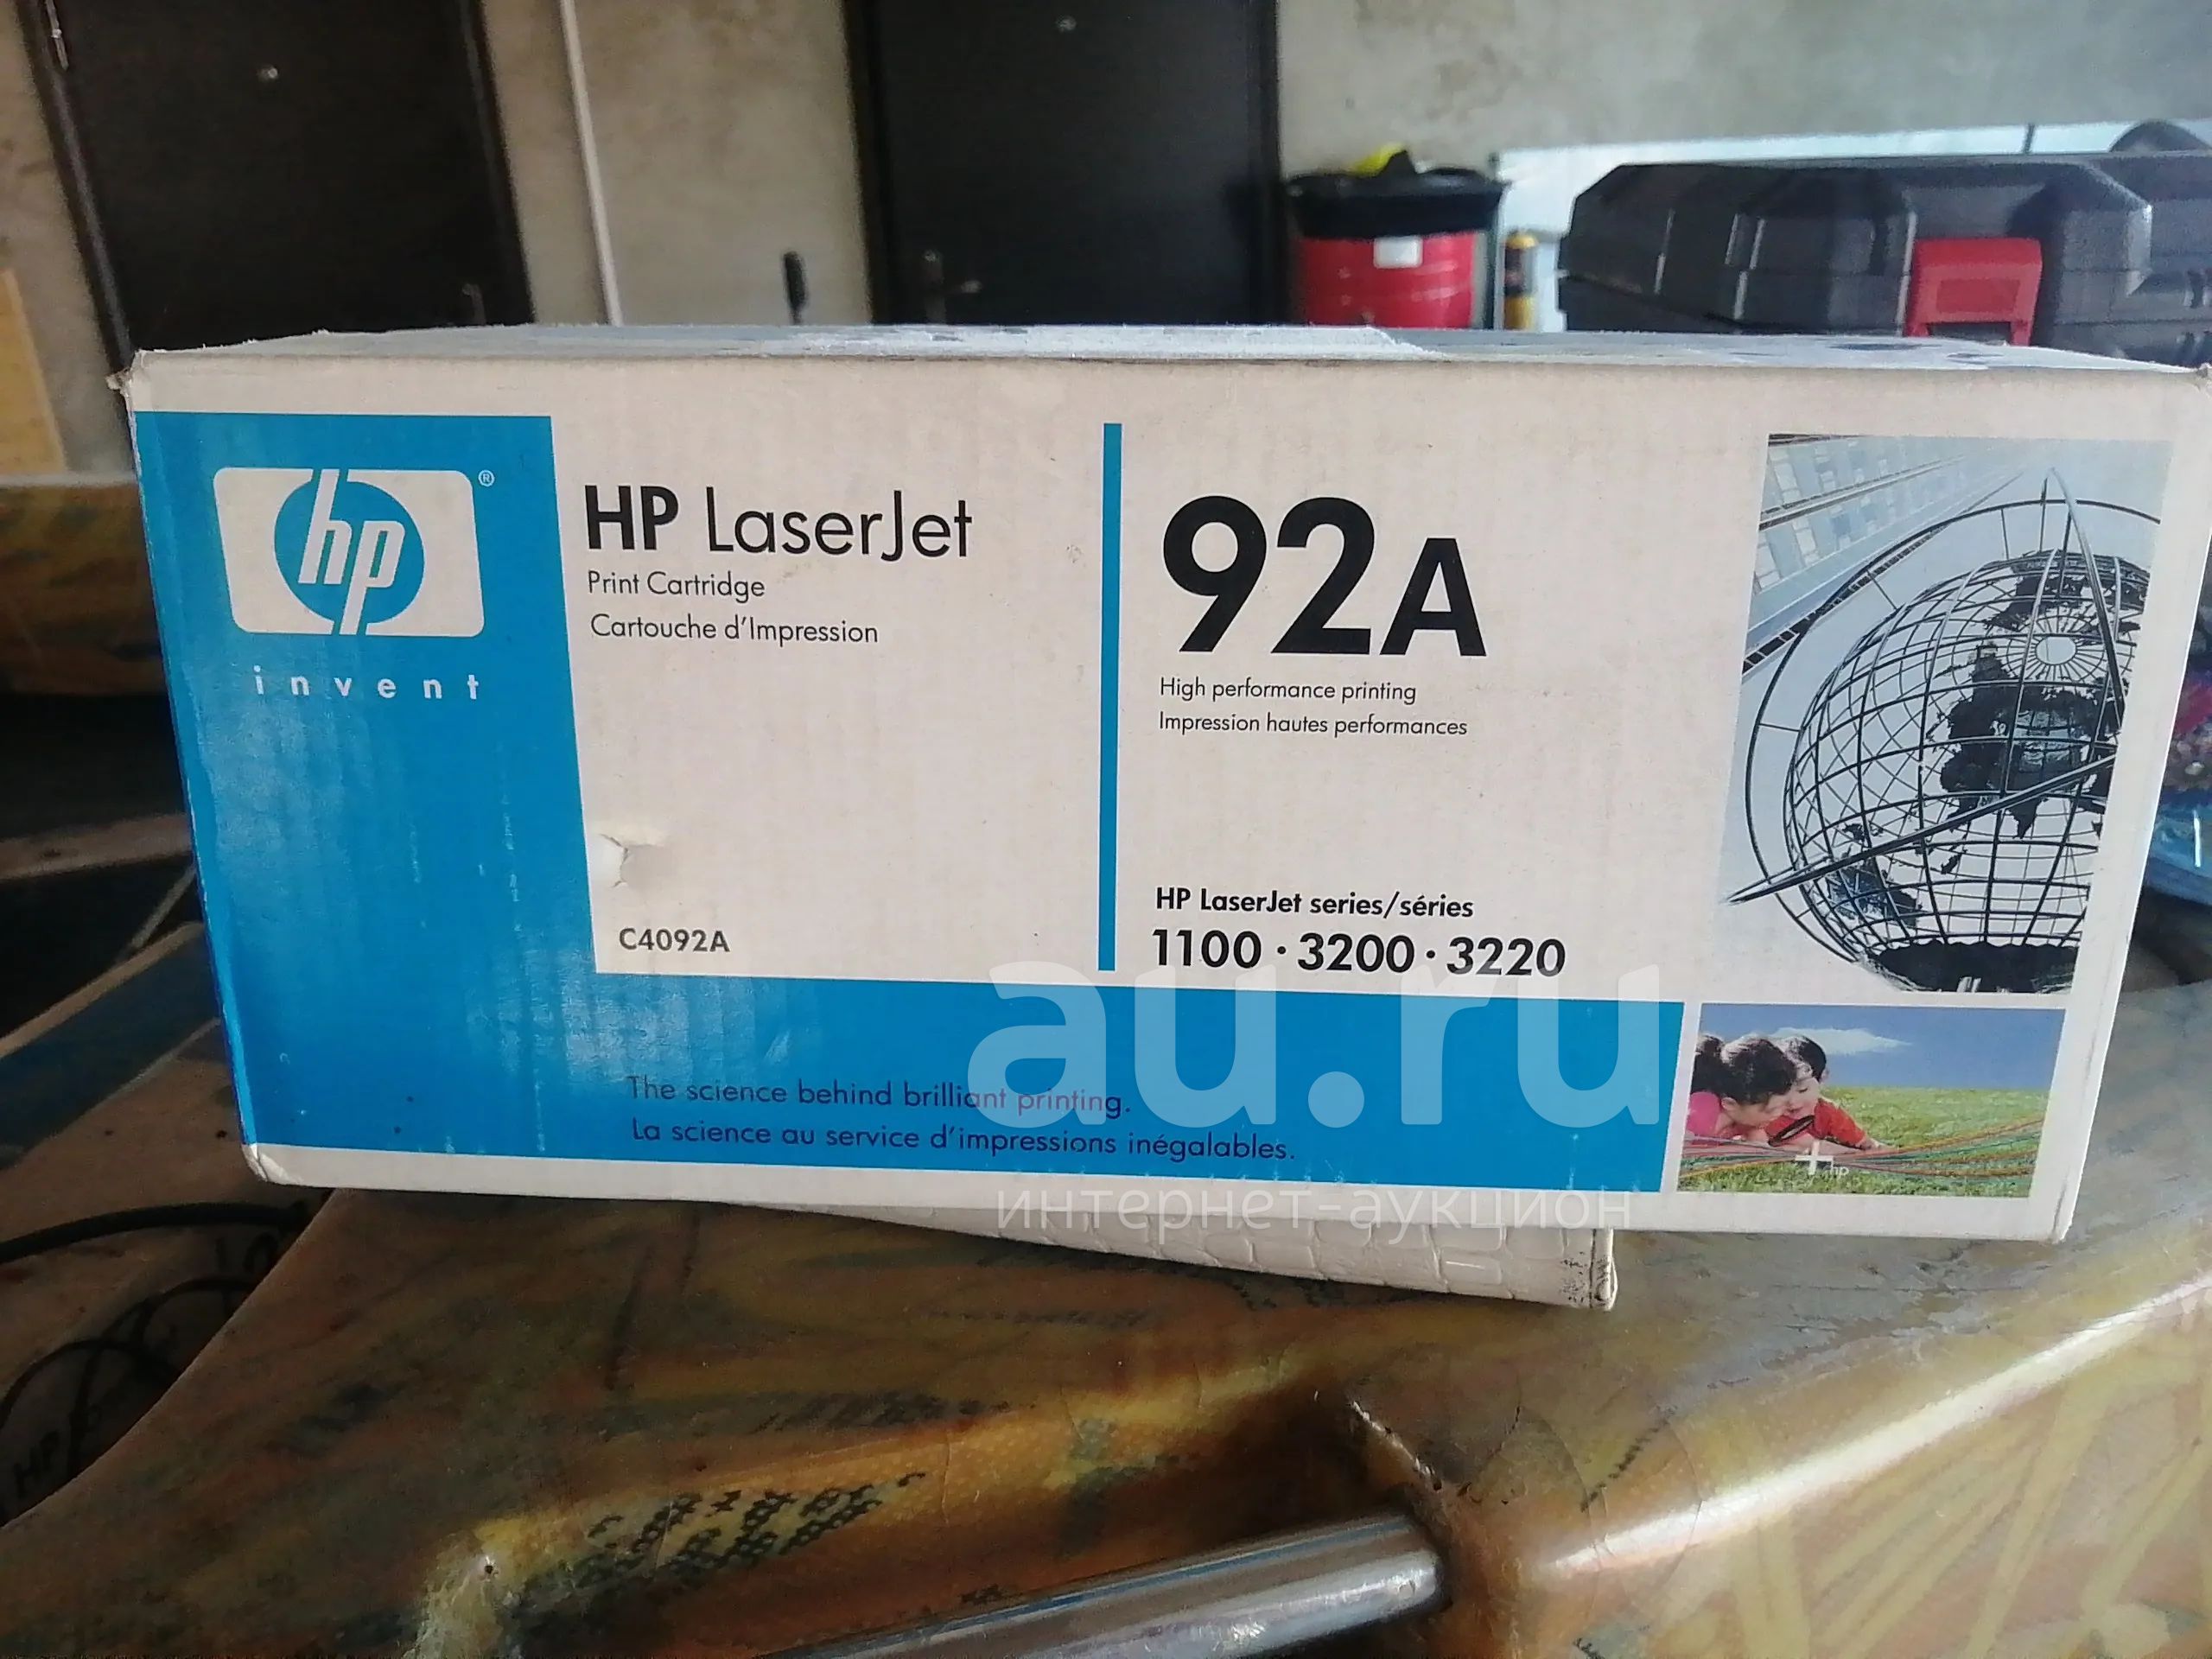 hp®
invent
HP LaserJet
Print Cartridge
Cartouche d'Impression
C4092A
92A
High performance printing
Impression hautes performances
HP LaserJet series/séries
1100 · 3200 · 3220
The science behind brilliant printing.
La science au service d'impressions inégalables.
+hp
au.ru
интернет-аукцион